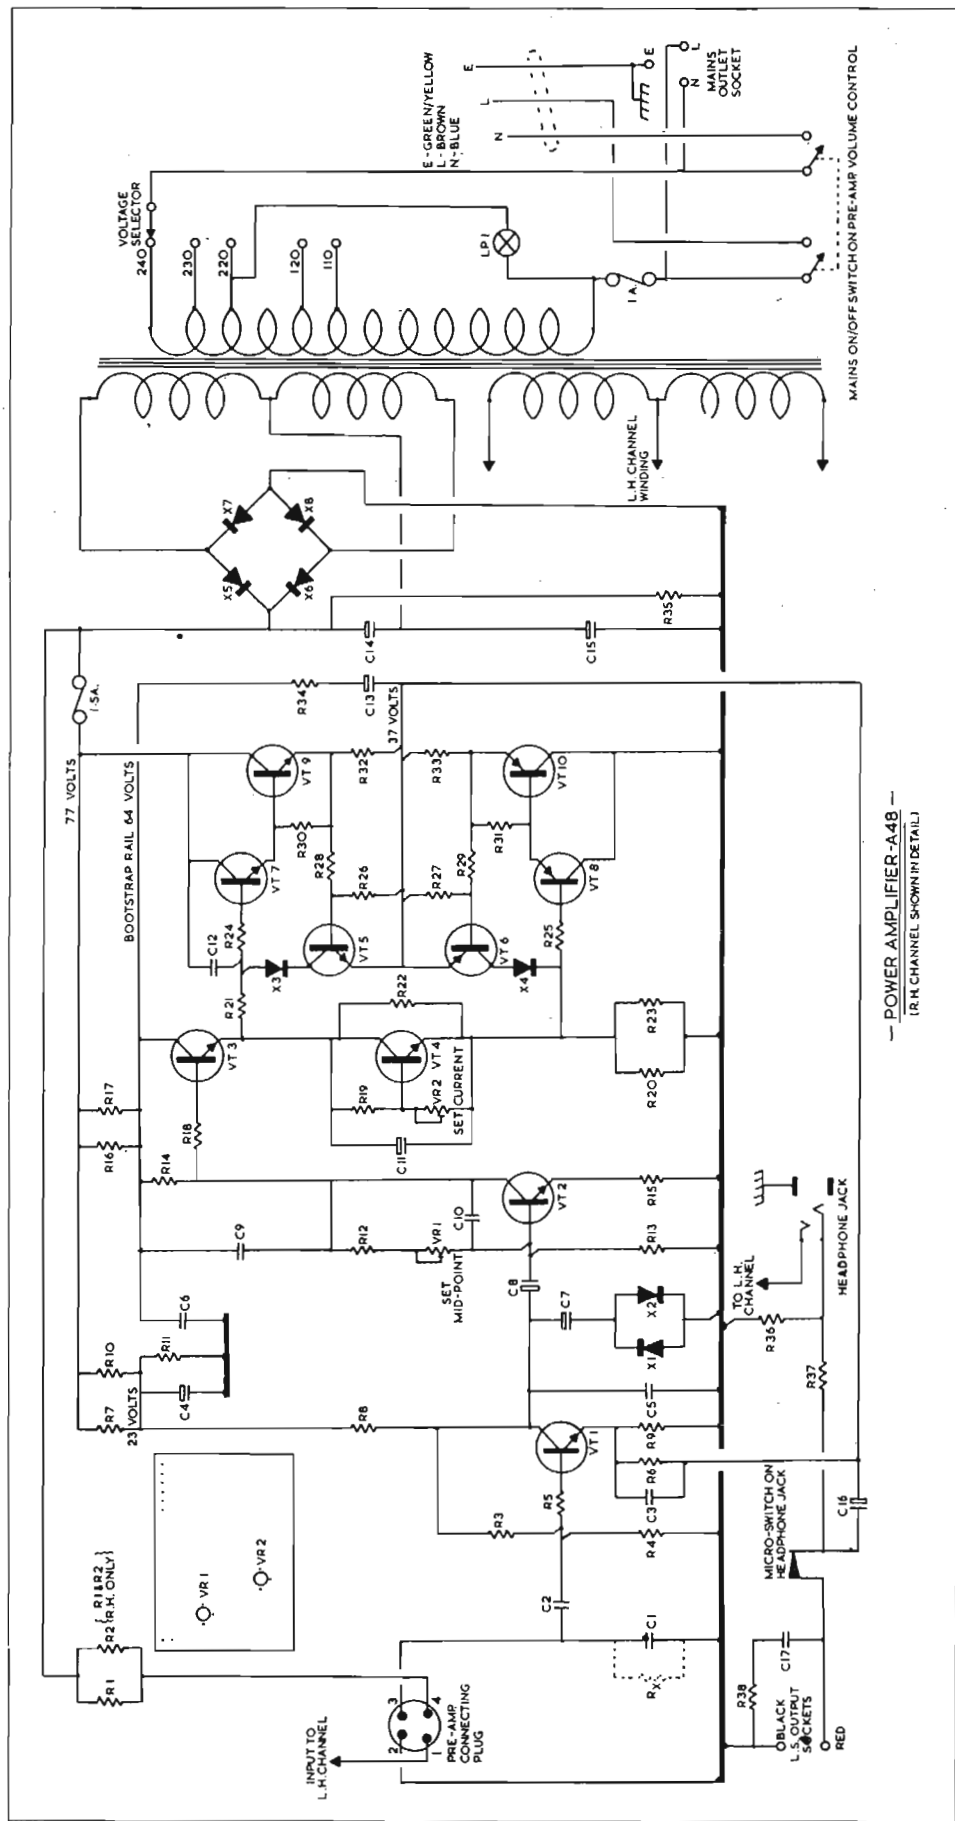 INPUT TO
L.H.CHANNEL
2
3
1
4
PRE-AMP.
CONNECTING
PLUG
R1
R2
{ R1&R2 }
{R.H. ONLY}
VR1
VR2
BLACK
L.S. OUTPUT
SOCKETS
RED
R38
C17
RX
C1
C2
R3
R4
R5
MICRO-SWITCH ON
HEADPHONE JACK
C16
R37
C3
R6
R9
C5
VT1
R8
R7
23 VOLTS
C4
R10
R11
C6
X1
X2
C7
C8
R36
TO L.H.
CHANNEL
HEADPHONE JACK
SET
MID-POINT
VR1
R12
C9
C10
R13
R15
VT2
R14
R16
R17
R18
C11
R19
VR2
SET CURRENT
VT4
R22
VT3
R20
R23
R21
C12
R24
X3
X4
VT5
VT6
R25
R26
R27
R28
R29
VT7
VT8
R30
R31
VT9
VT10
R32
R33
77 VOLTS
BOOTSTRAP RAIL 64 VOLTS
37 VOLTS
1·5A.
R34
C13
C14
C15
R35
X5
X6
X7
X8
L.H. CHANNEL
WINDING
VOLTAGE
SELECTOR
240
230
220
120
110
LP1
1A.
E-GREEN/YELLOW
L-BROWN
N-BLUE
E
L
N
E
N
L
MAINS
OUTLET
SOCKET
MAINS ON/OFF SWITCH ON PRE-AMP. VOLUME CONTROL
— POWER AMPLIFIER-A48 —
(R.H. CHANNEL SHOWN IN DETAIL)